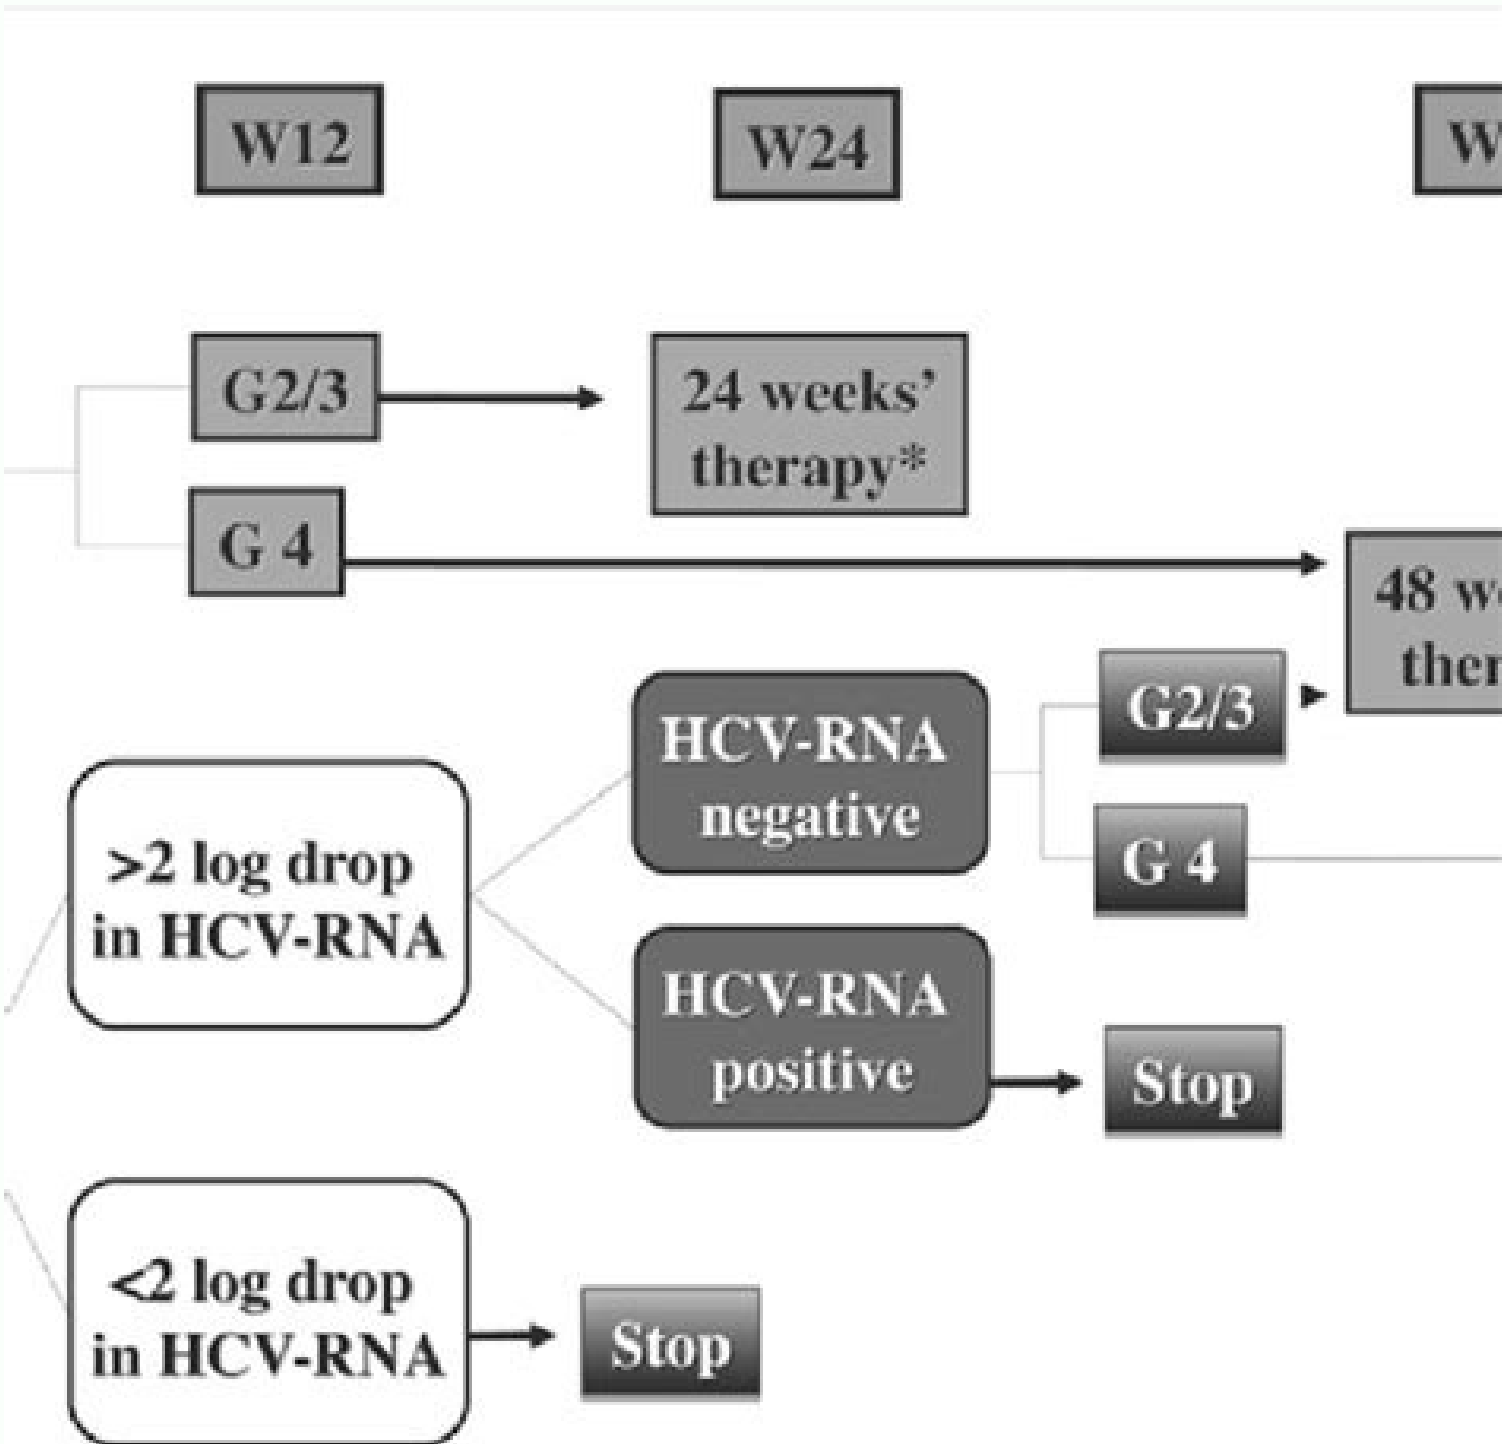 W12
W24
W
G2/3
24 weeks’
therapy*
G 4
48
G2/3
HCV-RNA
negative
>2 log drop
in HCV-RNA
G 4
HCV-RNA
positive
Stop
<2 log drop
in HCV-RNA
Stop